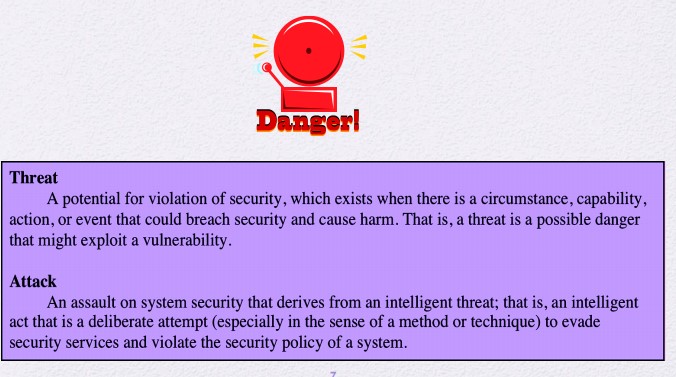 Danger!
Threat
A potential for violation of security, which exists when there is a circumstance, capability,
action, or event that could breach security and cause harm. That is, a threat is a possible danger
that might exploit a vulnerability.
Attack
An assault on system security that derives from an intelligent threat; that is, an intelligent
act that is a deliberate attempt (especially in the sense of a method or technique) to evade
security services and violate the security policy of a system.